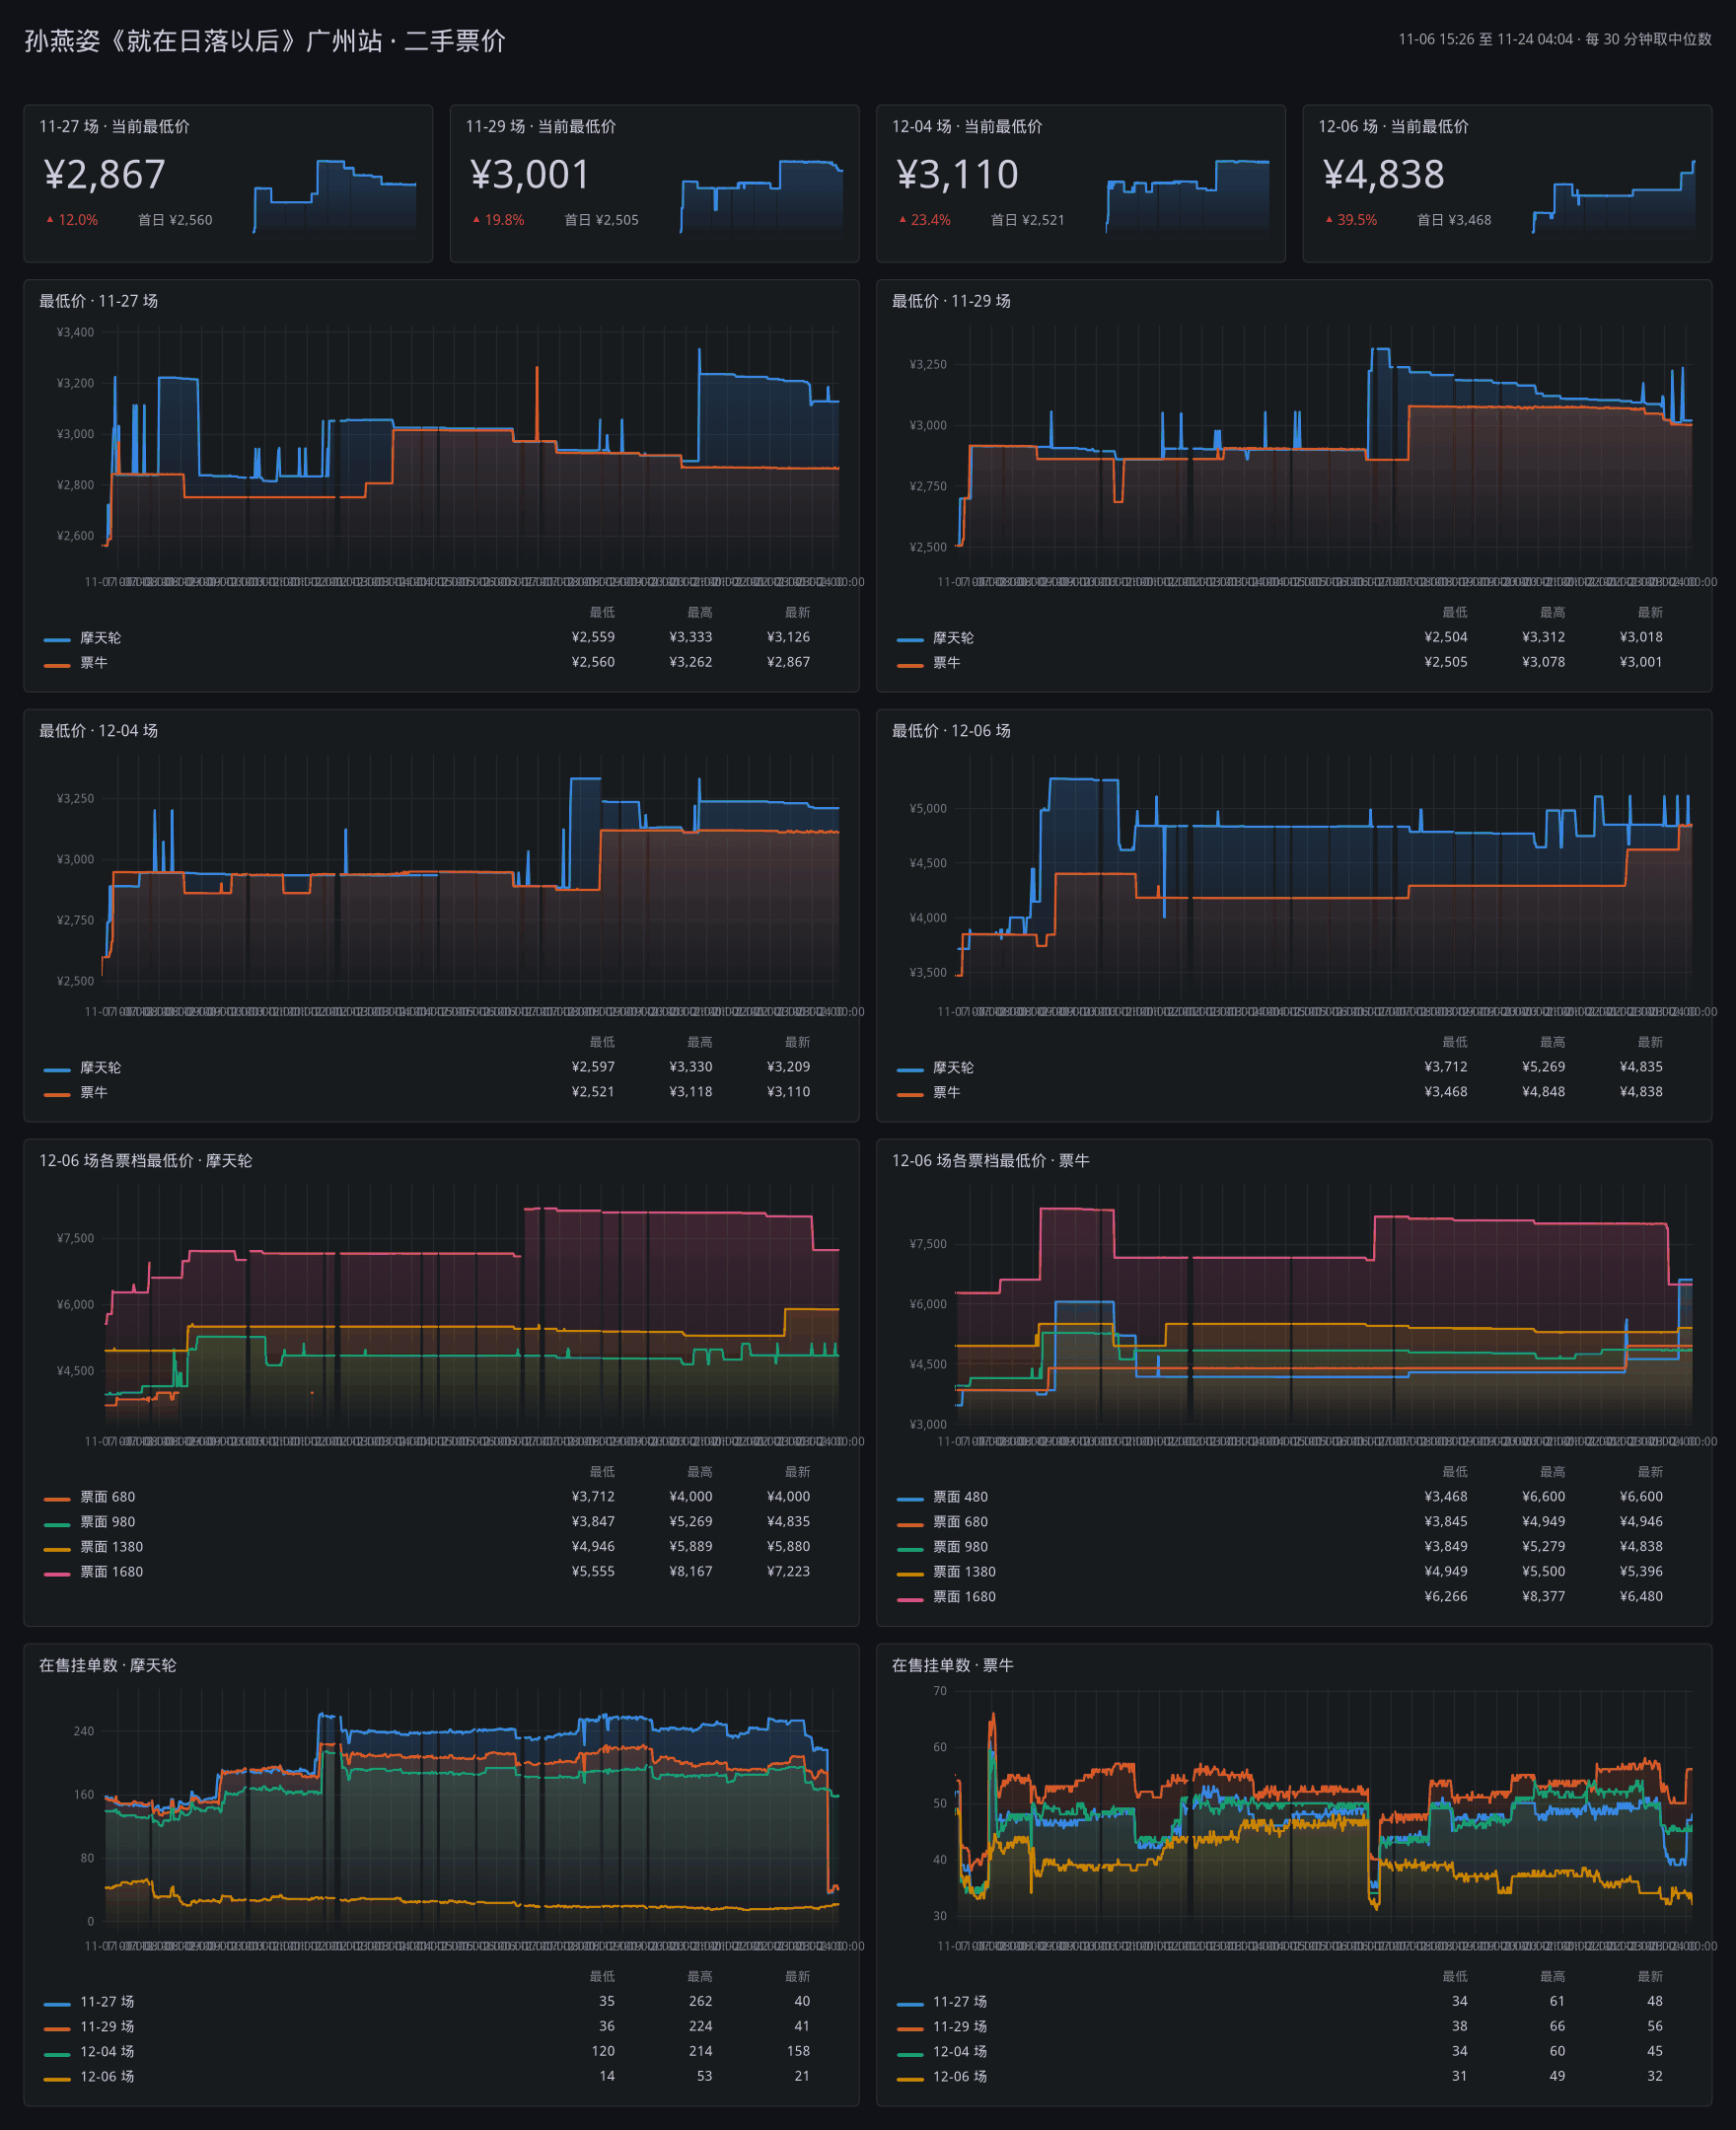 孙燕姿《就在日落以后》广州站 · 二手票价
11-06 15:26 至 11-24 04:04 · 每 30 分钟取中位数
11-27 场 · 当前最低价
¥2,867
▲ 12.0% 首日 ¥2,560
11-29 场 · 当前最低价
¥3,001
▲ 19.8% 首日 ¥2,505
12-04 场 · 当前最低价
¥3,110
▲ 23.4% 首日 ¥2,521
12-06 场 · 当前最低价
¥4,838
▲ 39.5% 首日 ¥3,468
最低价 · 11-27 场
¥3,400
¥3,200
¥3,000
¥2,800
¥2,600
最低 最高 最新
摩天轮 ¥2,559 ¥3,333 ¥3,126
票牛 ¥2,560 ¥3,262 ¥2,867
最低价 · 11-29 场
¥3,250
¥3,000
¥2,750
¥2,500
最低 最高 最新
摩天轮 ¥2,504 ¥3,312 ¥3,018
票牛 ¥2,505 ¥3,078 ¥3,001
最低价 · 12-04 场
¥3,250
¥3,000
¥2,750
¥2,500
最低 最高 最新
摩天轮 ¥2,597 ¥3,330 ¥3,209
票牛 ¥2,521 ¥3,118 ¥3,110
最低价 · 12-06 场
¥5,000
¥4,500
¥4,000
¥3,500
最低 最高 最新
摩天轮 ¥3,712 ¥5,269 ¥4,835
票牛 ¥3,468 ¥4,848 ¥4,838
12-06 场各票档最低价 · 摩天轮
¥7,500
¥6,000
¥4,500
最低 最高 最新
票面 680 ¥3,712 ¥4,000 ¥4,000
票面 980 ¥3,847 ¥5,269 ¥4,835
票面 1380 ¥4,946 ¥5,889 ¥5,880
票面 1680 ¥5,555 ¥8,167 ¥7,223
12-06 场各票档最低价 · 票牛
¥7,500
¥6,000
¥4,500
¥3,000
最低 最高 最新
票面 480 ¥3,468 ¥6,600 ¥6,600
票面 680 ¥3,845 ¥4,949 ¥4,946
票面 980 ¥3,849 ¥5,279 ¥4,838
票面 1380 ¥4,949 ¥5,500 ¥5,396
票面 1680 ¥6,266 ¥8,377 ¥6,480
在售挂单数 · 摩天轮
240
160
80
0
最低 最高 最新
11-27 场 35 262 40
11-29 场 36 224 41
12-04 场 120 214 158
12-06 场 14 53 21
在售挂单数 · 票牛
70
60
50
40
30
最低 最高 最新
11-27 场 34 61 48
11-29 场 38 66 56
12-04 场 34 60 45
12-06 场 31 49 32